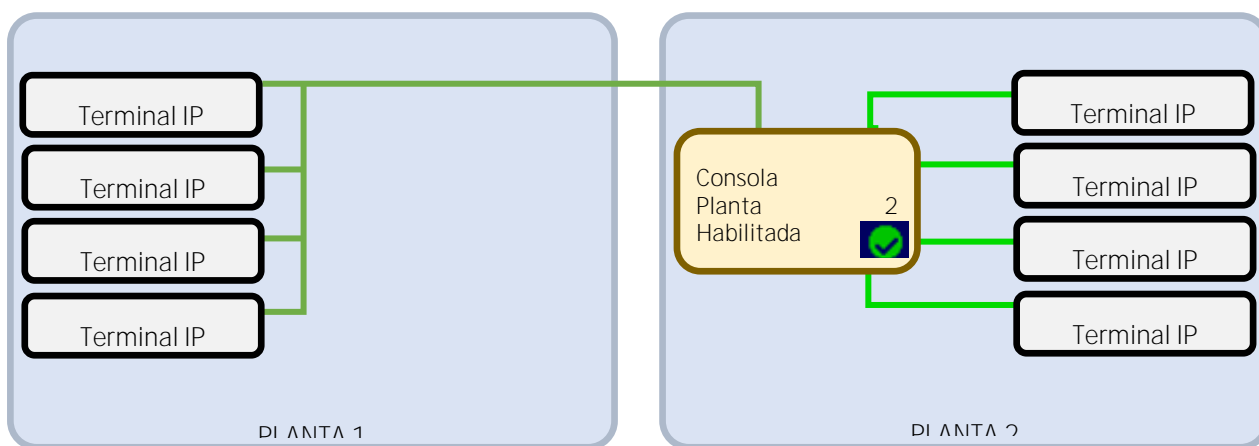 Terminal IP
Terminal IP
Terminal IP
Terminal IP
PLANTA 1
Consola
Planta 2
Habilitada
Terminal IP
Terminal IP
Terminal IP
Terminal IP
PLANTA 2